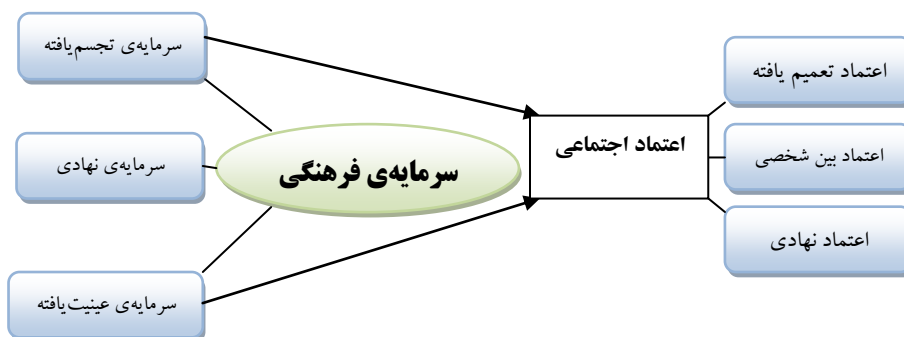 سرمایه‌ی تجسم‌یافته
اعتماد تعمیم یافته
اعتماد اجتماعی
اعتماد بین شخصی
سرمایه‌ی نهادی
سرمایه‌ی فرهنگی
اعتماد نهادی
سرمایه‌ی عینیت‌یافته